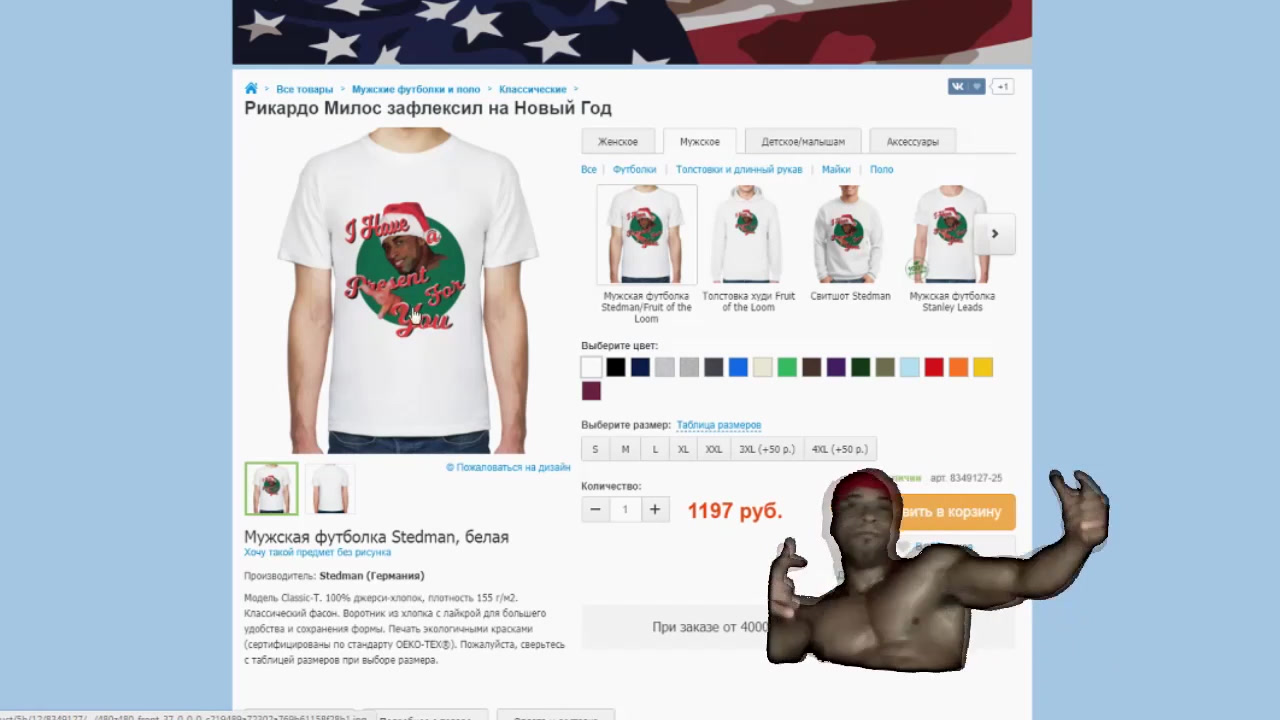 +1
Все товары > Мужские футболки и поло > Классические >
Рикардо Милос зафлексил на Новый Год
Женское Мужское Детское/малышам Аксессуары
Все | Футболки | Толстовки и длинный рукав | Майки | Поло
I Have a
Present
For
You
Мужская футболка Stedman/Fruit of the Loom
Толстовка худи Fruit of the Loom
Свитшот Stedman
Мужская футболка Stanley Leads
Выберите цвет:
Выберите размер: Таблица размеров
S M L XL XXL 3XL (+50 р.) 4XL (+50 р.)
© Пожаловаться на дизайн
арт. 8349127-25
Количество:
− 1 + 1197 руб.
вить в корзину
Мужская футболка Stedman, белая
Хочу такой предмет без рисунка
Производитель: Stedman (Германия)
Модель Classic-T. 100% джерси-хлопок, плотность 155 г/м2.
Классический фасон. Воротник из хлопка с лайкрой для большего
удобства и сохранения формы. Печать экологичными красками
(сертифицированы по стандарту OEKO-TEX®). Пожалуйста, сверьтесь
с таблицей размеров при выборе размера.
При заказе от 4000